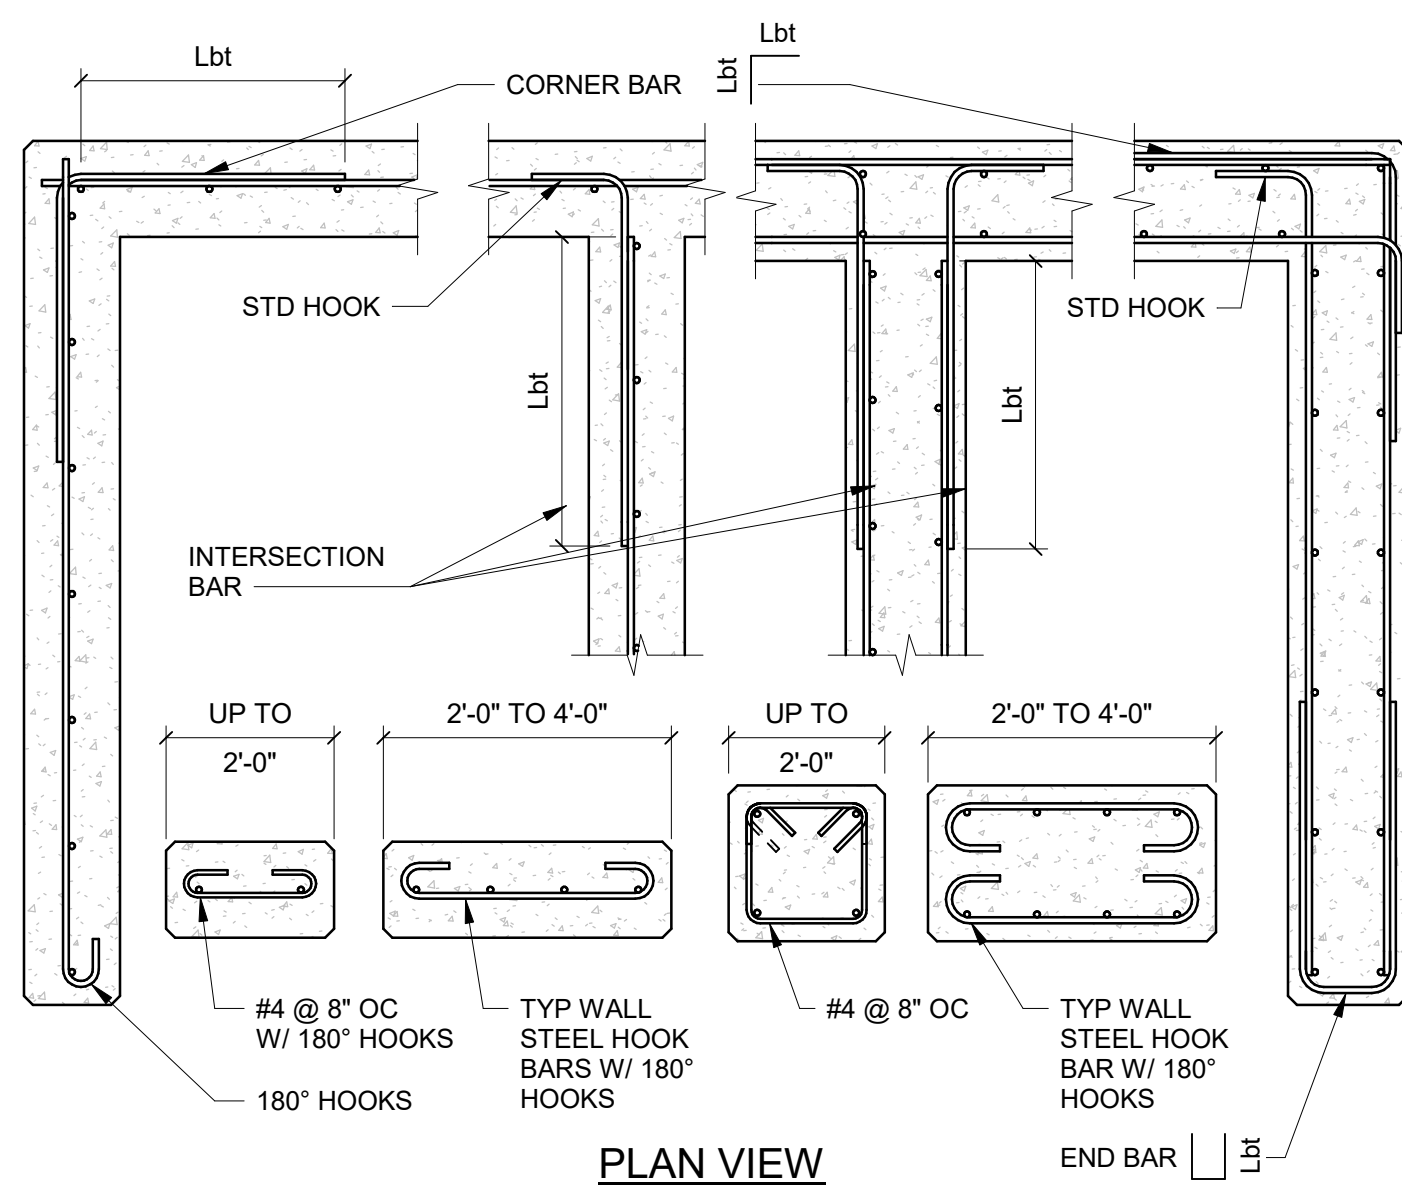 Lbt
Lbt
Lbt
CORNER BAR
STD HOOK
STD HOOK
Lbt
Lbt
INTERSECTION
BAR
UP TO
2'-0"
2'-0" TO 4'-0"
UP TO
2'-0"
2'-0" TO 4'-0"
#4 @ 8" OC
W/ 180° HOOKS
TYP WALL
STEEL HOOK
BARS W/ 180°
HOOKS
#4 @ 8" OC
TYP WALL
STEEL HOOK
BAR W/ 180°
HOOKS
180° HOOKS
END BAR
Lbt
PLAN VIEW